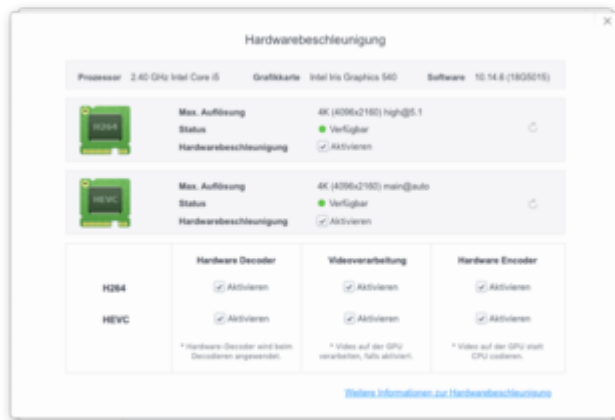 Hardwarebeschleunigung
Prozessor 2.40 GHz Intel Core i5 Grafikkarte Intel Iris Graphics 540 Software 10.14.6 (18G5015)
H264
Max. Auflösung 4K (4096x2160) high@5.1
Status Verfügbar
Hardwarebeschleunigung Aktivieren
HEVC
Max. Auflösung 4K (4096x2160) main@auto
Status Verfügbar
Hardwarebeschleunigung Aktivieren
Hardware Decoder Videoverarbeitung Hardware Encoder
H264 Aktivieren Aktivieren Aktivieren
HEVC Aktivieren Aktivieren Aktivieren
* Hardware-Decoder wird beim * Video auf der GPU * Video auf der GPU statt
Decodieren angewendet. verarbeiten, falls aktiviert. CPU codieren.
Weitere Informationen zur Hardwarebeschleunigung